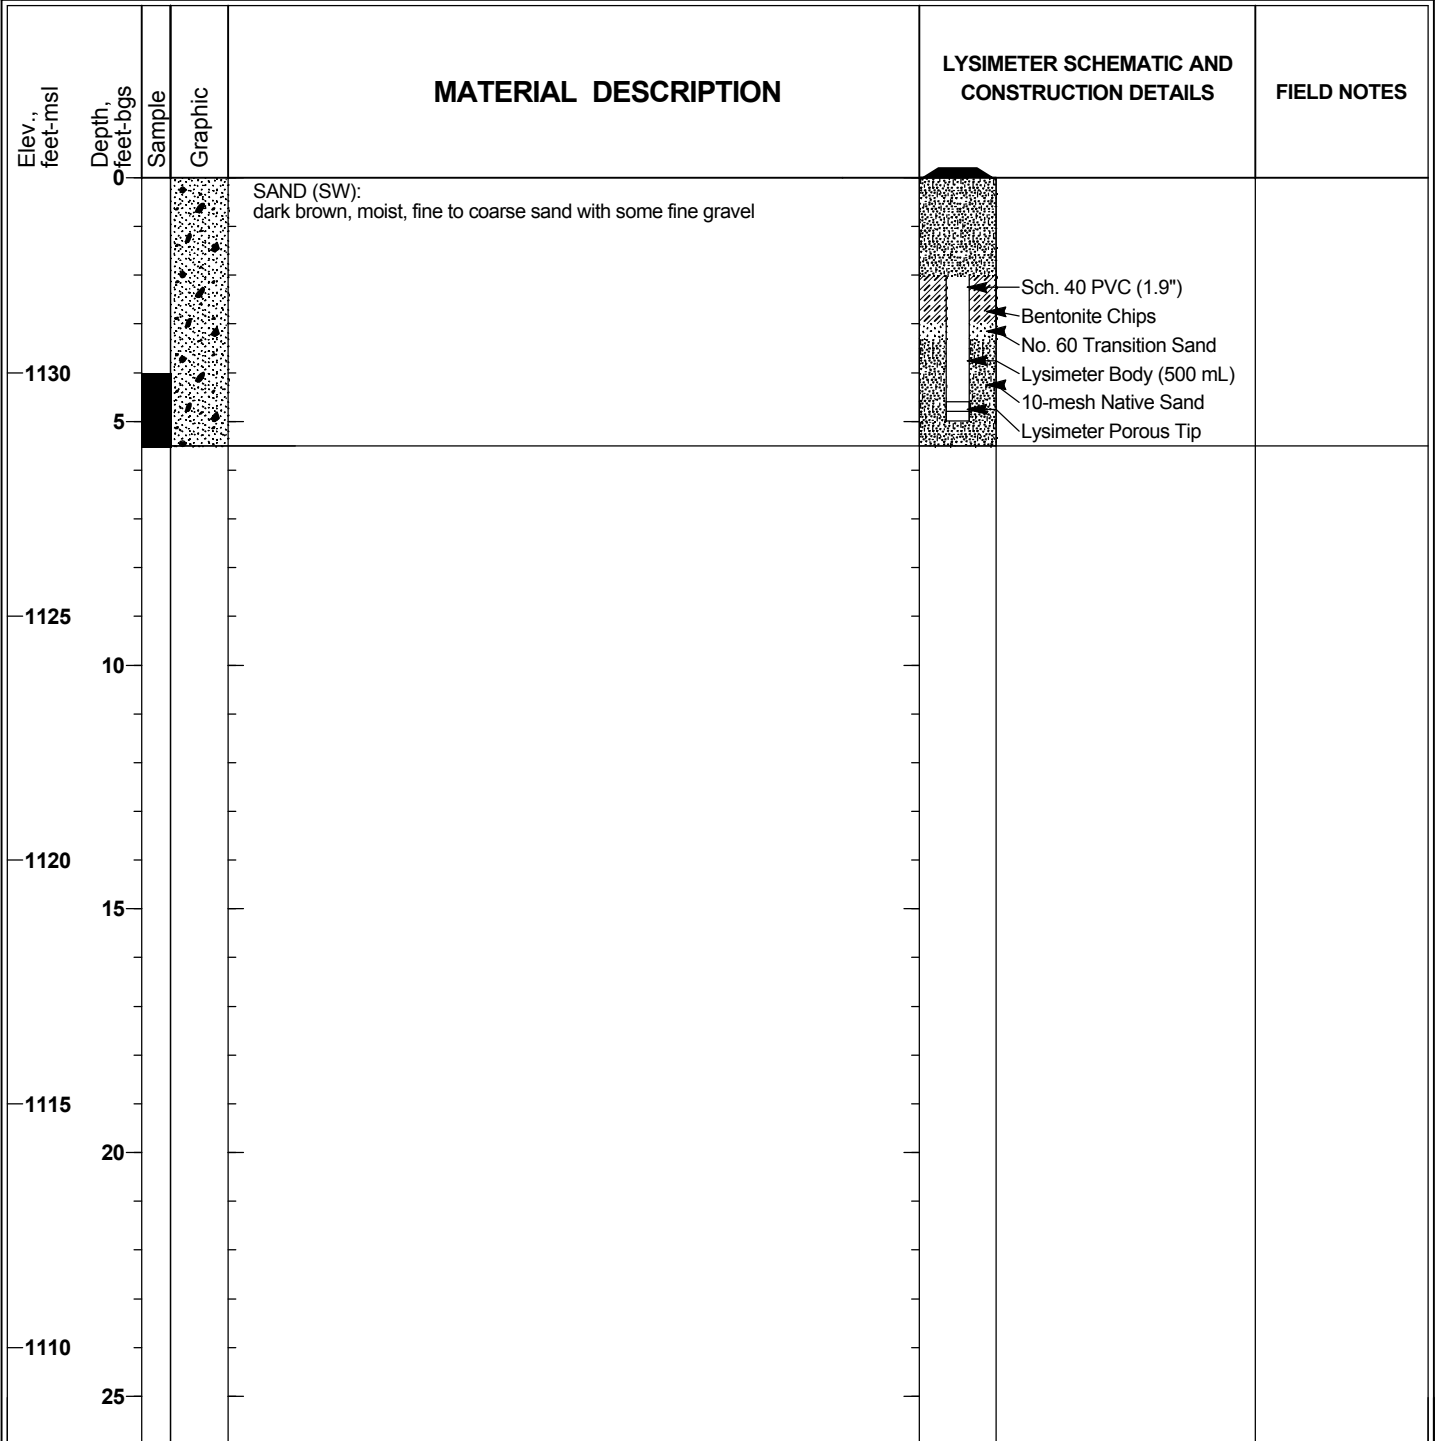 Elev.,
feet-msl
Depth,
feet-bgs
Sample
Graphic
MATERIAL DESCRIPTION
LYSIMETER SCHEMATIC AND
CONSTRUCTION DETAILS
FIELD NOTES
0
SAND (SW):
dark brown, moist, fine to coarse sand with some fine gravel
Sch. 40 PVC (1.9")
Bentonite Chips
No. 60 Transition Sand
1130
Lysimeter Body (500 mL)
10-mesh Native Sand
5
Lysimeter Porous Tip
1125
10
1120
15
1115
20
1110
25